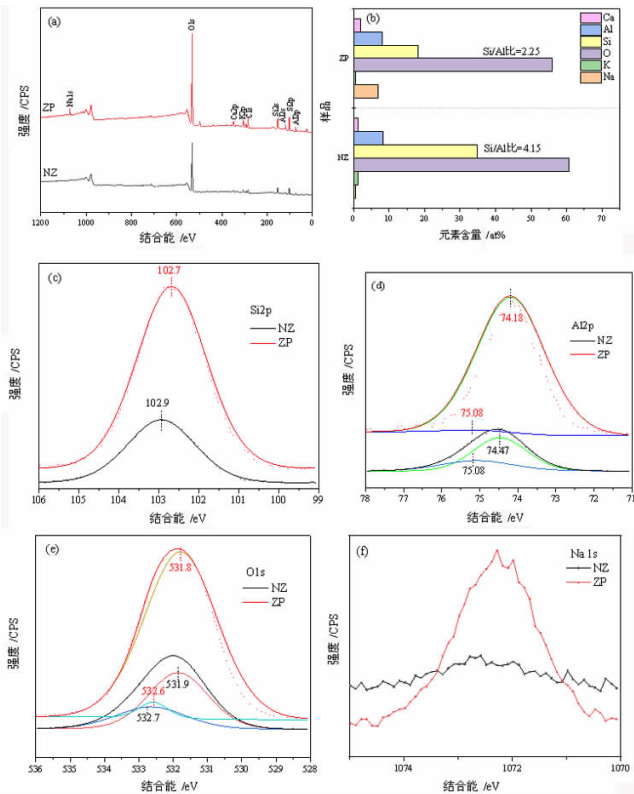 (a)
O1s
Na1s
Ca2p
K2p
C1s
Si2s
Al2s
Si2p
Al2p
ZP
NZ
强度 /CPS
1200 1000 800 600 400 200 0
结合能 /eV
(b)
Ca
Al
Si
O
K
Na
Si/Al比=2.25
Si/Al比=4.15
ZP
NZ
样品
0 10 20 30 40 50 60 70
元素含量 /at%
(c)
102.7
Si2p
NZ
ZP
102.9
强度 /CPS
106 105 104 103 102 101 100 99
结合能 /eV
(d)
74.18
Al2p
NZ
ZP
75.08
74.47
75.08
强度 /CPS
78 77 76 75 74 73 72 71
结合能 /eV
(e)
531.8
O1s
NZ
ZP
532.6
531.9
532.7
强度 /CPS
536 535 534 533 532 531 530 529 528
结合能 /eV
(f)
Na 1s
NZ
ZP
强度 /CPS
1074 1072 1070
结合能 /eV